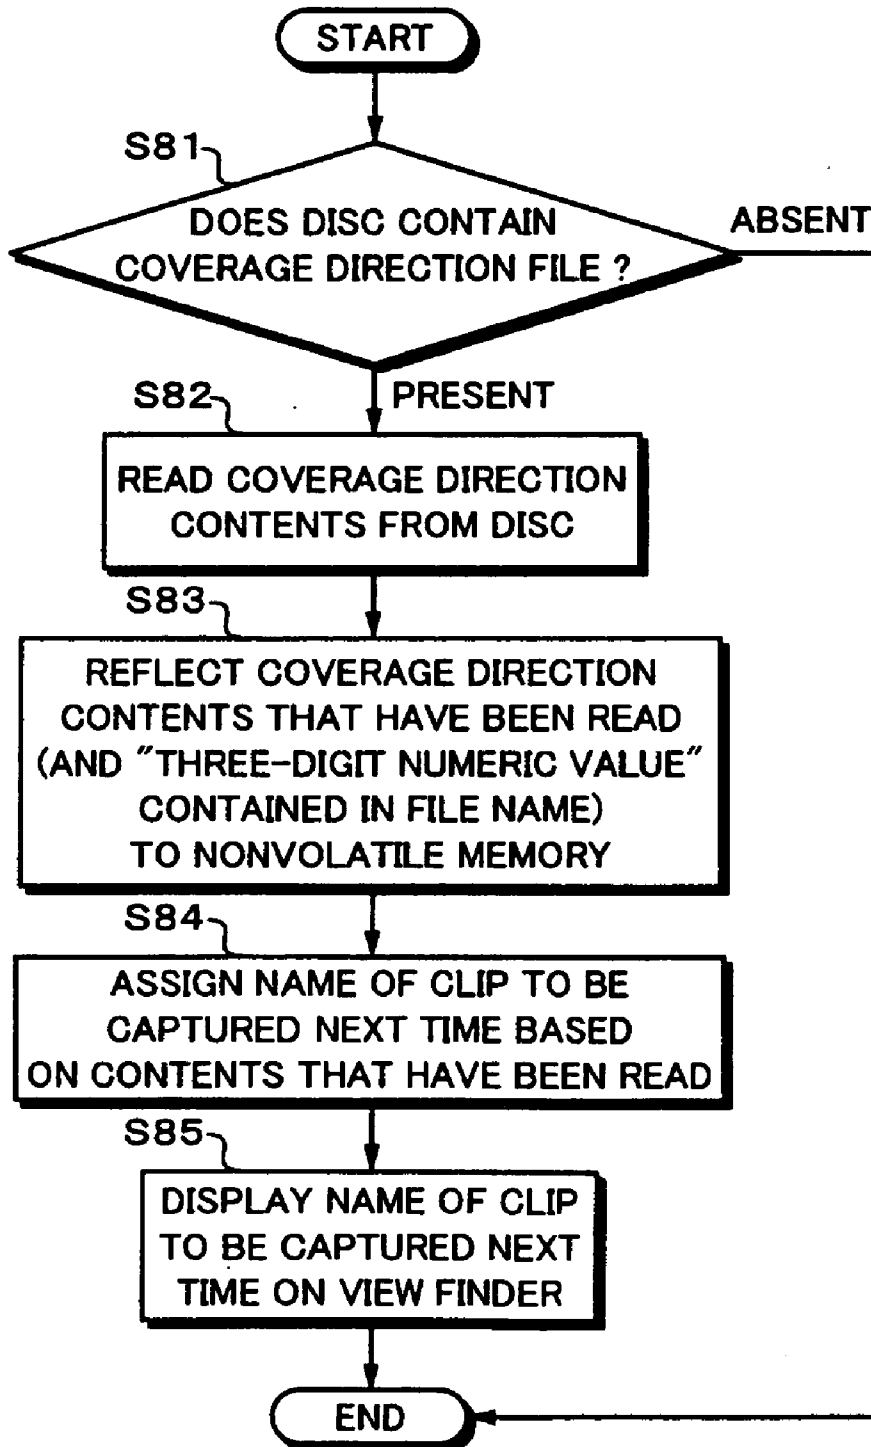 START
S81
DOES DISC CONTAIN
COVERAGE DIRECTION FILE ?
ABSENT
S82
PRESENT
READ COVERAGE DIRECTION
CONTENTS FROM DISC
S83
REFLECT COVERAGE DIRECTION
CONTENTS THAT HAVE BEEN READ
(AND "THREE-DIGIT NUMERIC VALUE"
CONTAINED IN FILE NAME)
TO NONVOLATILE MEMORY
S84
ASSIGN NAME OF CLIP TO BE
CAPTURED NEXT TIME BASED
ON CONTENTS THAT HAVE BEEN READ
S85
DISPLAY NAME OF CLIP
TO BE CAPTURED NEXT
TIME ON VIEW FINDER
END